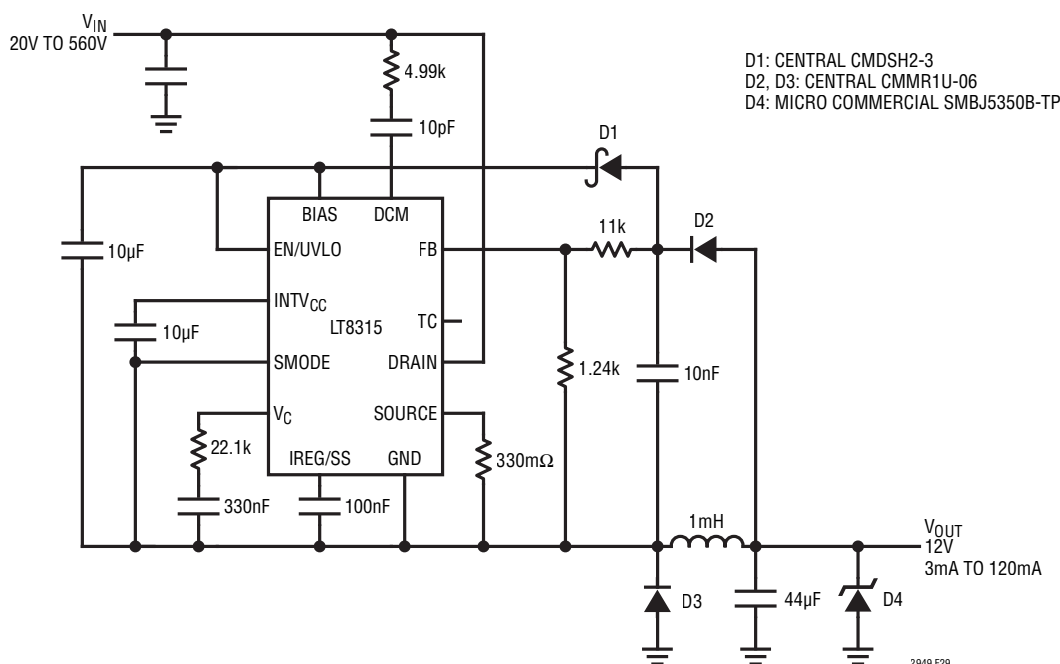 VIN
20V TO 560V
4.99k
10pF
D1: CENTRAL CMDSH2-3
D2, D3: CENTRAL CMMR1U-06
D4: MICRO COMMERCIAL SMBJ5350B-TP
D1
BIAS
DCM
11k
D2
10µF
EN/UVLO
FB
INTVCC
LT8315
TC
10µF
SMODE
DRAIN
1.24k
10nF
VC
SOURCE
22.1k
IREG/SS
GND
330mΩ
330nF
100nF
1mH
VOUT
12V
3mA TO 120mA
D3
44µF
D4
2949 F29